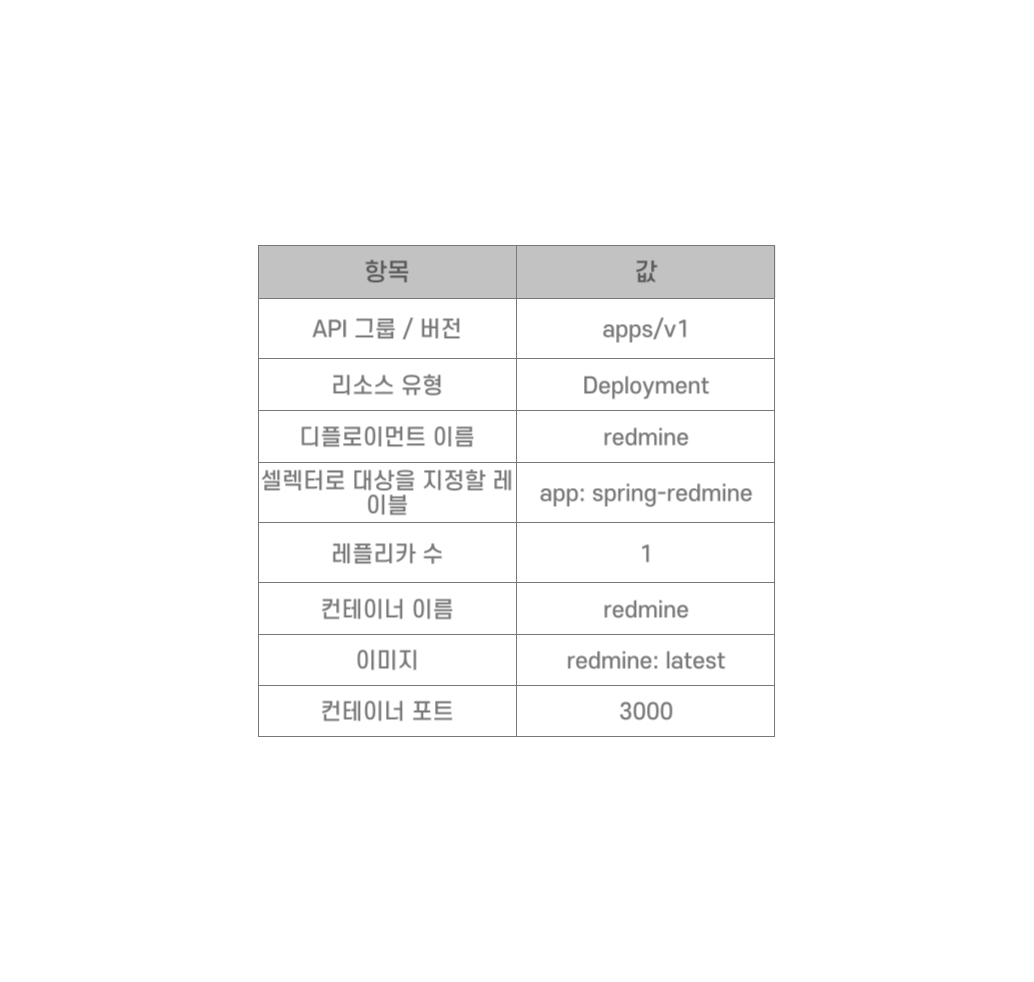 항목 값
API 그룹 / 버전 apps/v1
리소스 유형 Deployment
디플로이먼트 이름 redmine
셀렉터로 대상을 지정할 레
이블 app: spring-redmine
레플리카 수 1
컨테이너 이름 redmine
이미지 redmine: latest
컨테이너 포트 3000